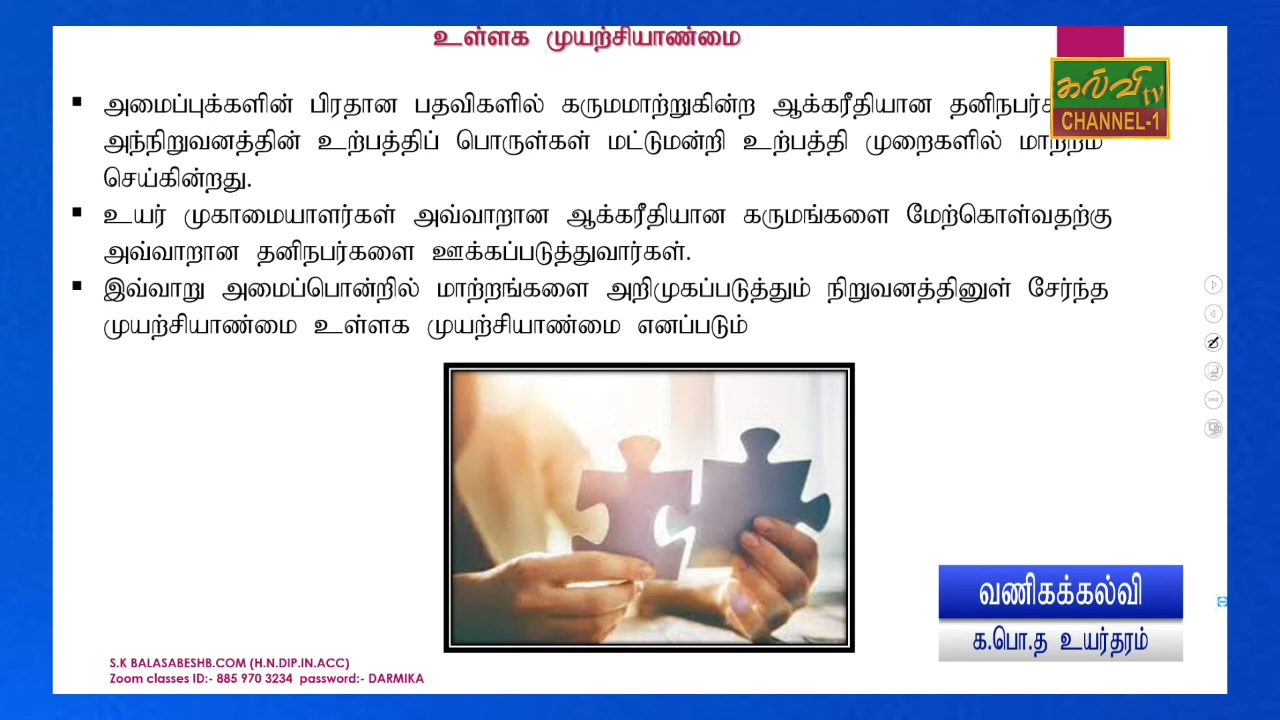 உள்ளக முயற்சியாண்மை
அமைப்புக்களின் பிரதான பதவிகளில் கருமமாற்றுகின்ற ஆக்கரீதியான
அந்நிறுவனத்தின் உற்பத்திப் பொருள்கள் மட்டுமன்றி உற்பத்தி முறைகளில் மாற்றம்
செய்கின்றது.
உயர் முகாமையாளர்கள் அவ்வாறான ஆக்கரீதியான கருமங்களை மேற்கொள்வதற்கு
அவ்வாறான தனிநபர்களை ஊக்கப்படுத்துவார்கள்.
இவ்வாறு அமைப்பொன்றில் மாற்றங்களை அறிமுகப்படுத்தும் நிறுவனத்தினுள் சேர்ந்த
முயற்சியாண்மை உள்ளக முயற்சியாண்மை எனப்படும்
கல்வி tv
CHANNEL-1
வணிகக்கல்வி
க.பொ.த உயர்தரம்
S.K BALASABESHB.COM (H.N.DIP.IN.ACC)
Zoom classes ID:- 885 970 3234 password:- DARMIKA